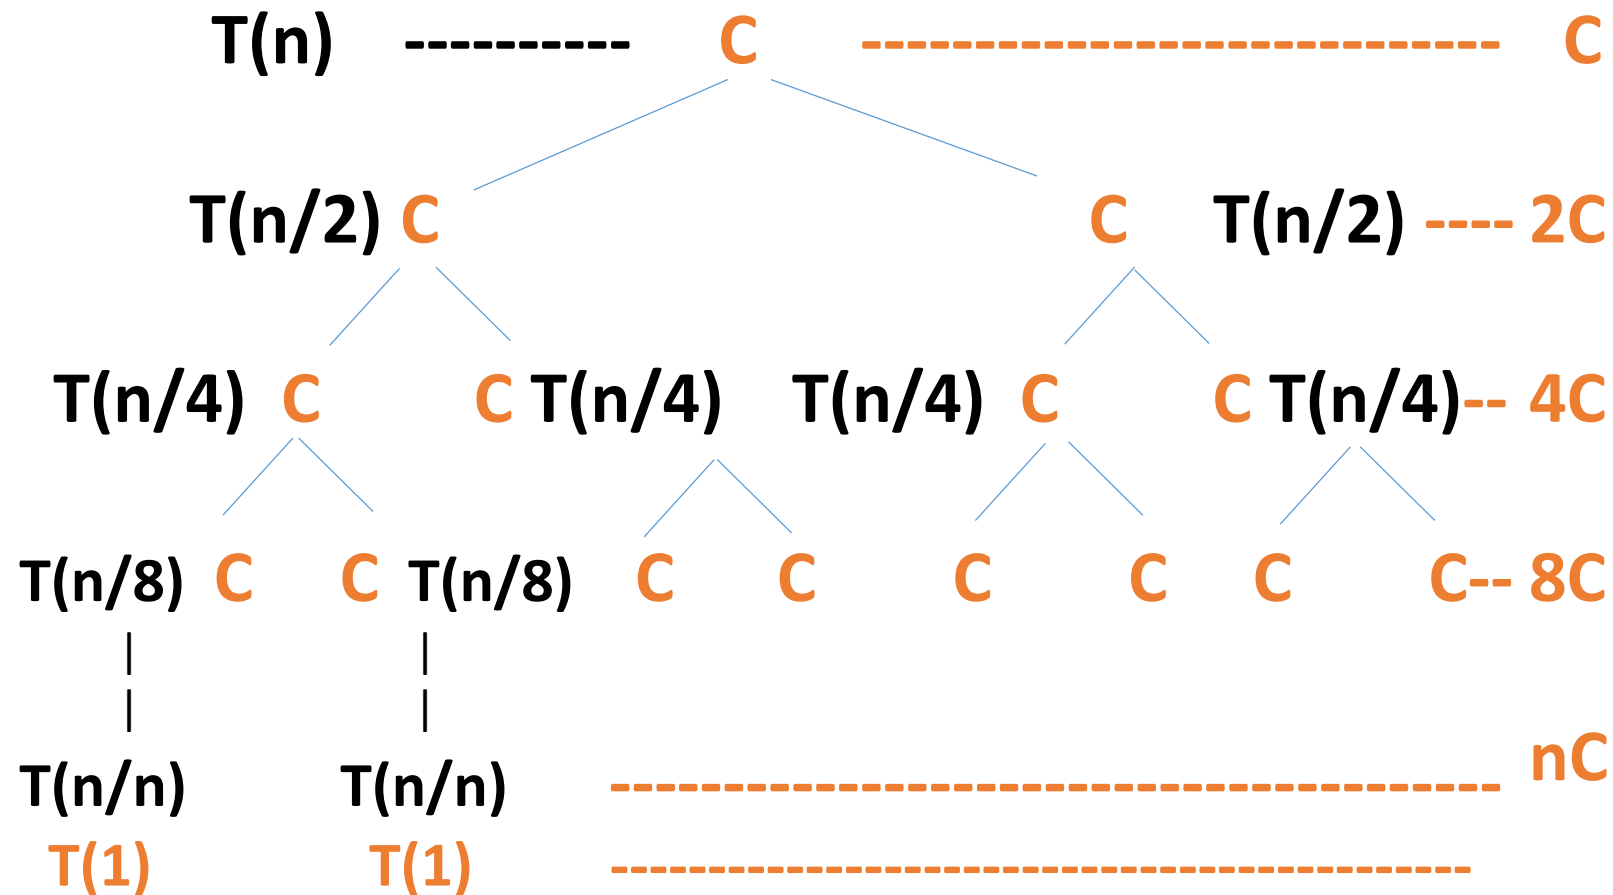 T(n) ---------- C ---------------------------- C
T(n/2) C C T(n/2) ---- 2C
T(n/4) C C T(n/4) T(n/4) C C T(n/4)-- 4C
T(n/8) C C T(n/8) C C C C C C-- 8C
| |
| |
T(n/n) T(n/n) --------------------------------------- nC
T(1) T(1) --------------------------------------